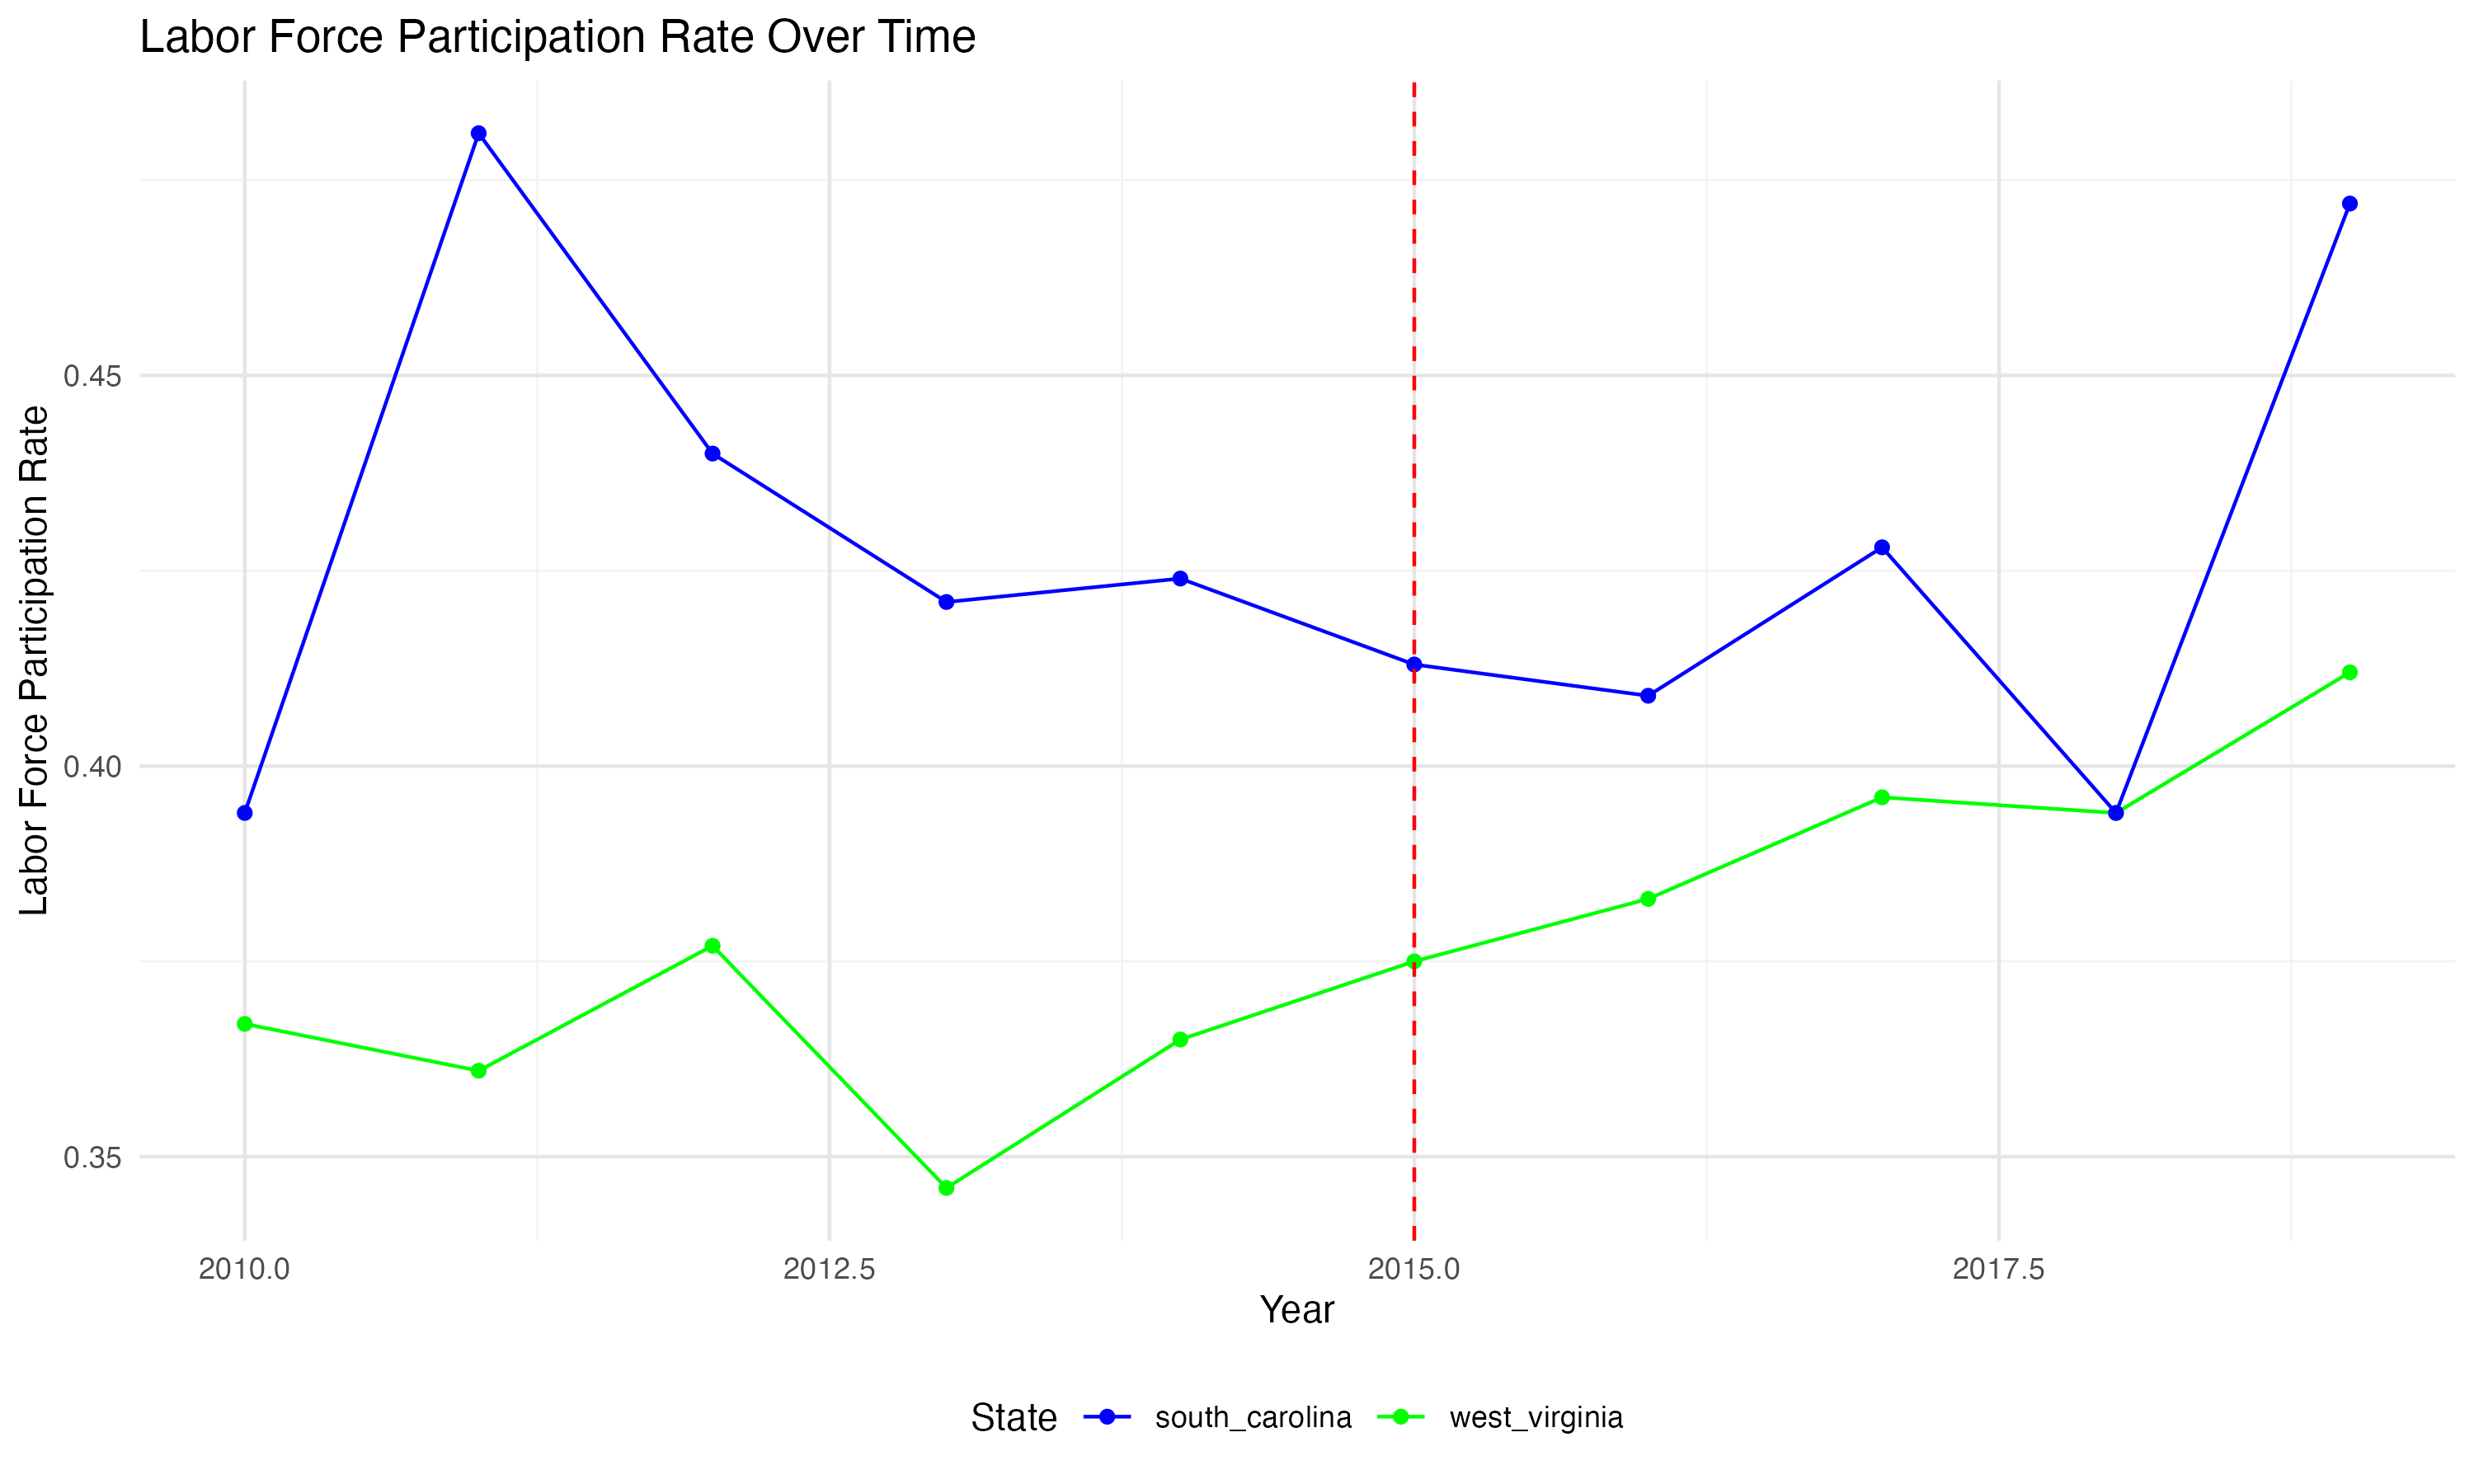 Labor Force Participation Rate Over Time
Labor Force Participation Rate
0.45
0.40
0.35
2010.0 2012.5 2015.0 2017.5
Year
State south_carolina west_virginia